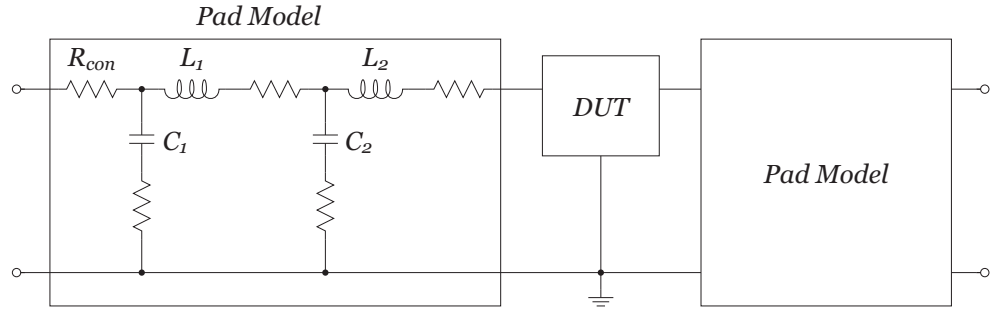 Pad Model
R_con L_1 L_2
DUT
C_1 C_2
Pad Model